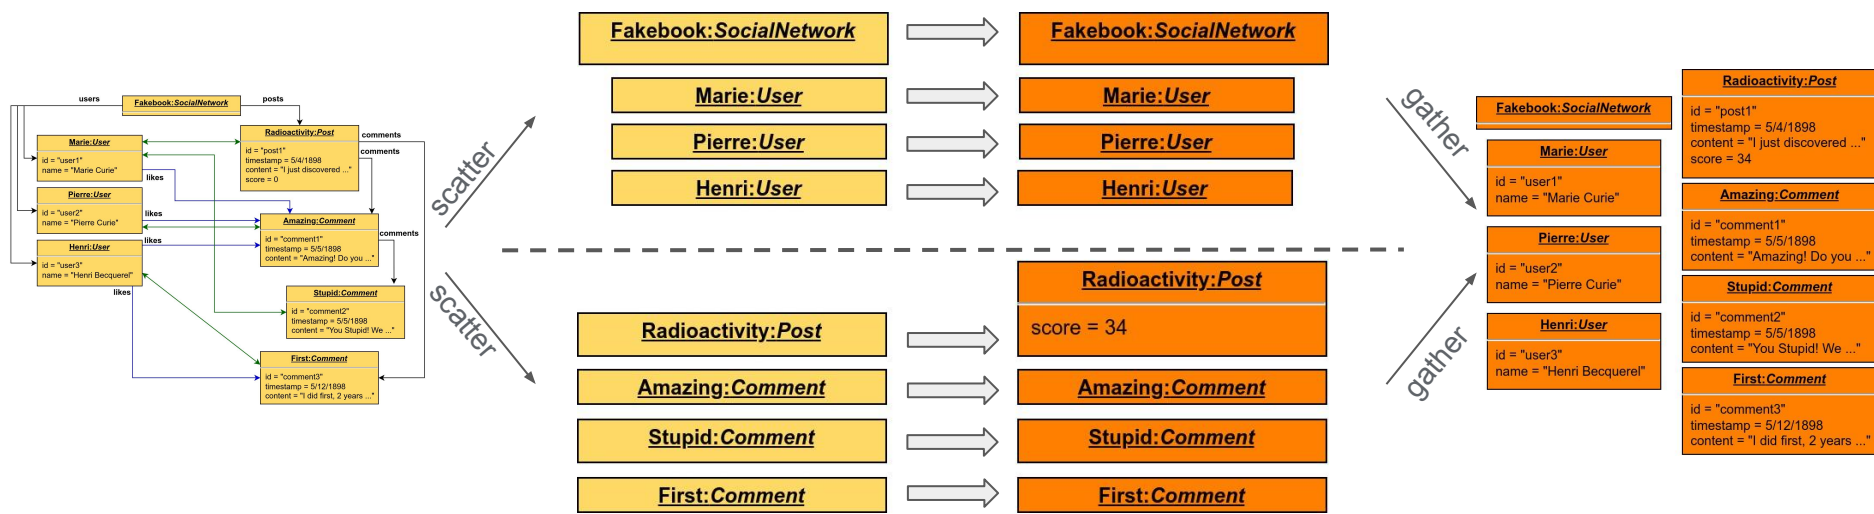 users
Fakebook:SocialNetwork
posts
Radioactivity:Post
id = "post1"
timestamp = 5/4/1898
content = "I just discovered ..."
score = 0
comments
comments
Marie:User
id = "user1"
name = "Marie Curie"
likes
Pierre:User
id = "user2"
name = "Pierre Curie"
likes
Amazing:Comment
id = "comment1"
timestamp = 5/5/1898
content = "Amazing! Do you ..."
comments
Henri:User
id = "user3"
name = "Henri Becquerel"
likes
likes
Stupid:Comment
id = "comment2"
timestamp = 5/5/1898
content = "You Stupid! We ..."
First:Comment
id = "comment3"
timestamp = 5/12/1898
content = "I did first, 2 years ..."
scatter
scatter
Fakebook:SocialNetwork
Fakebook:SocialNetwork
Marie:User
Marie:User
Pierre:User
Pierre:User
Henri:User
Henri:User
Radioactivity:Post
Radioactivity:Post
score = 34
Amazing:Comment
Amazing:Comment
Stupid:Comment
Stupid:Comment
First:Comment
First:Comment
gather
gather
Fakebook:SocialNetwork
Marie:User
id = "user1"
name = "Marie Curie"
Pierre:User
id = "user2"
name = "Pierre Curie"
Henri:User
id = "user3"
name = "Henri Becquerel"
Radioactivity:Post
id = "post1"
timestamp = 5/4/1898
content = "I just discovered ..."
score = 34
Amazing:Comment
id = "comment1"
timestamp = 5/5/1898
content = "Amazing! Do you ..."
Stupid:Comment
id = "comment2"
timestamp = 5/5/1898
content = "You Stupid! We ..."
First:Comment
id = "comment3"
timestamp = 5/12/1898
content = "I did first, 2 years ..."